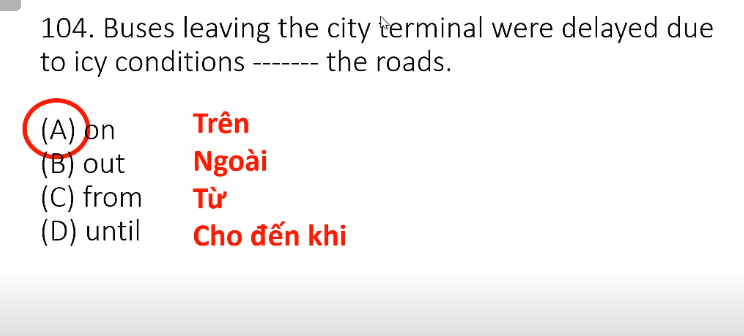 104. Buses leaving the city terminal were delayed due
to icy conditions ------- the roads.
(A) on Trên
(B) out Ngoài
(C) from Từ
(D) until Cho đến khi